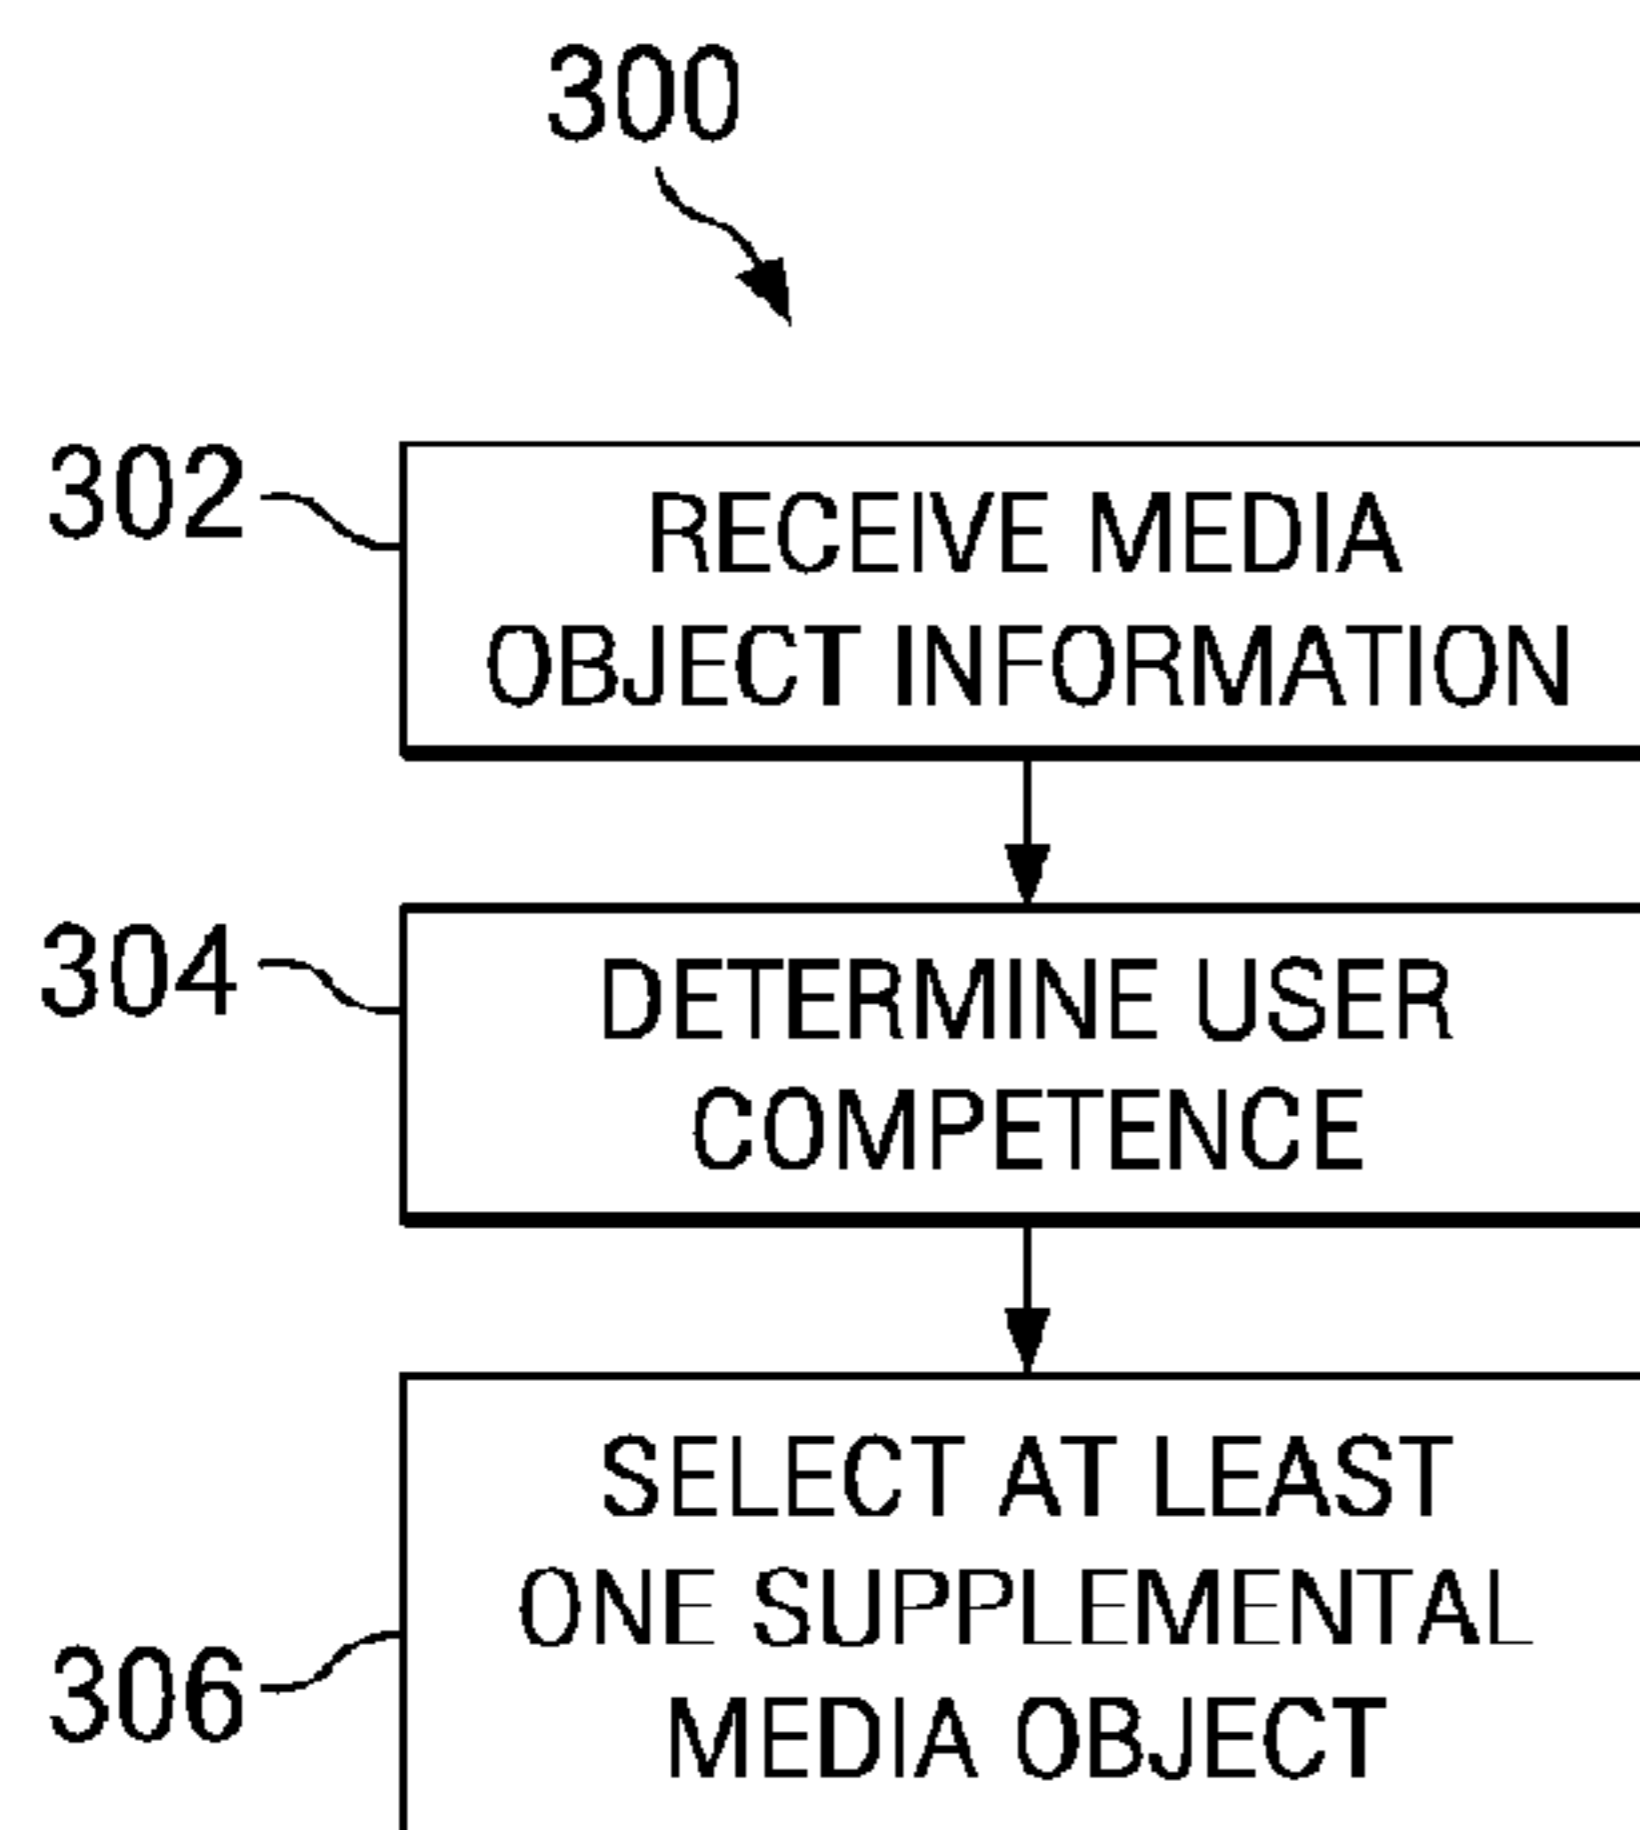 300
302
RECEIVE MEDIA
OBJECT INFORMATION
304
DETERMINE USER
COMPETENCE
306
SELECT AT LEAST
ONE SUPPLEMENTAL
MEDIA OBJECT